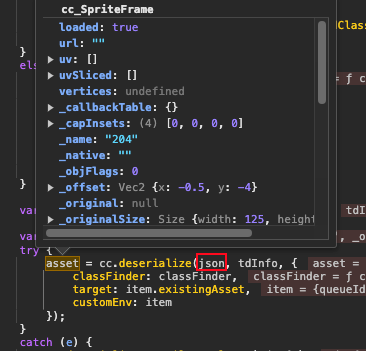 cc_SpriteFrame
loaded: true
url: ""
uv: []
uvSliced: []
vertices: undefined
_callbackTable: {}
_capInsets: (4) [0, 0, 0, 0]
_name: "204"
_native: ""
_objFlags: 0
_offset: Vec2 {x: -0.5, y: -4}
_original: null
_originalSize: Size {width: 125, height
dClass
}
els
= ƒ c
}
var
tdI
var
, _o
try {
asset = cc.deserialize(json, tdInfo, { asset =
classFinder: classFinder, classFinder = ƒ c
target: item.existingAsset, item = {queueId
customEnv: item
});
}
catch (e) {